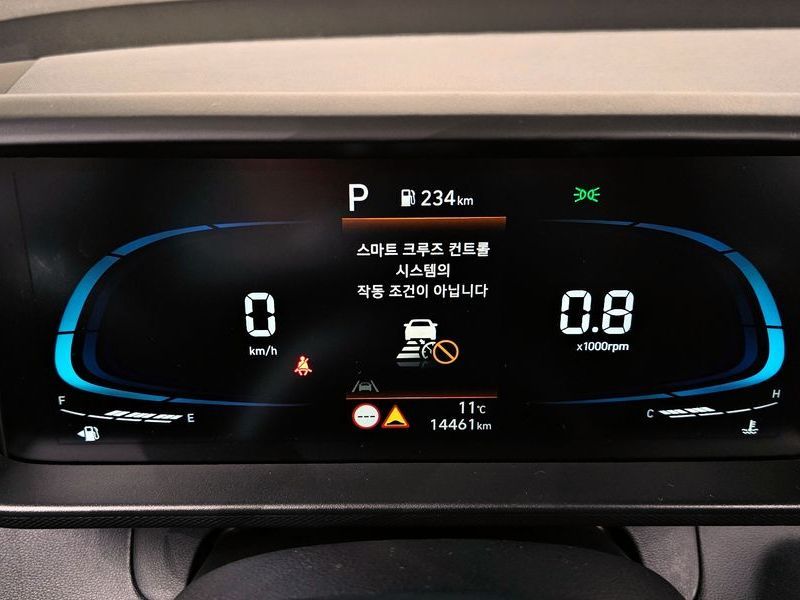 P 234km
스마트 크루즈 컨트롤
시스템의
작동 조건이 아닙니다
0
km/h
0.8
x1000rpm
F E
C H
11℃
14461km